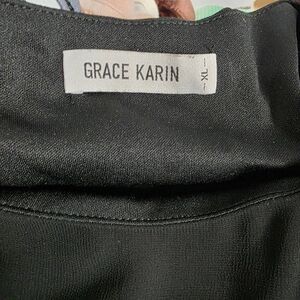 GRACE KARIN
— XL —